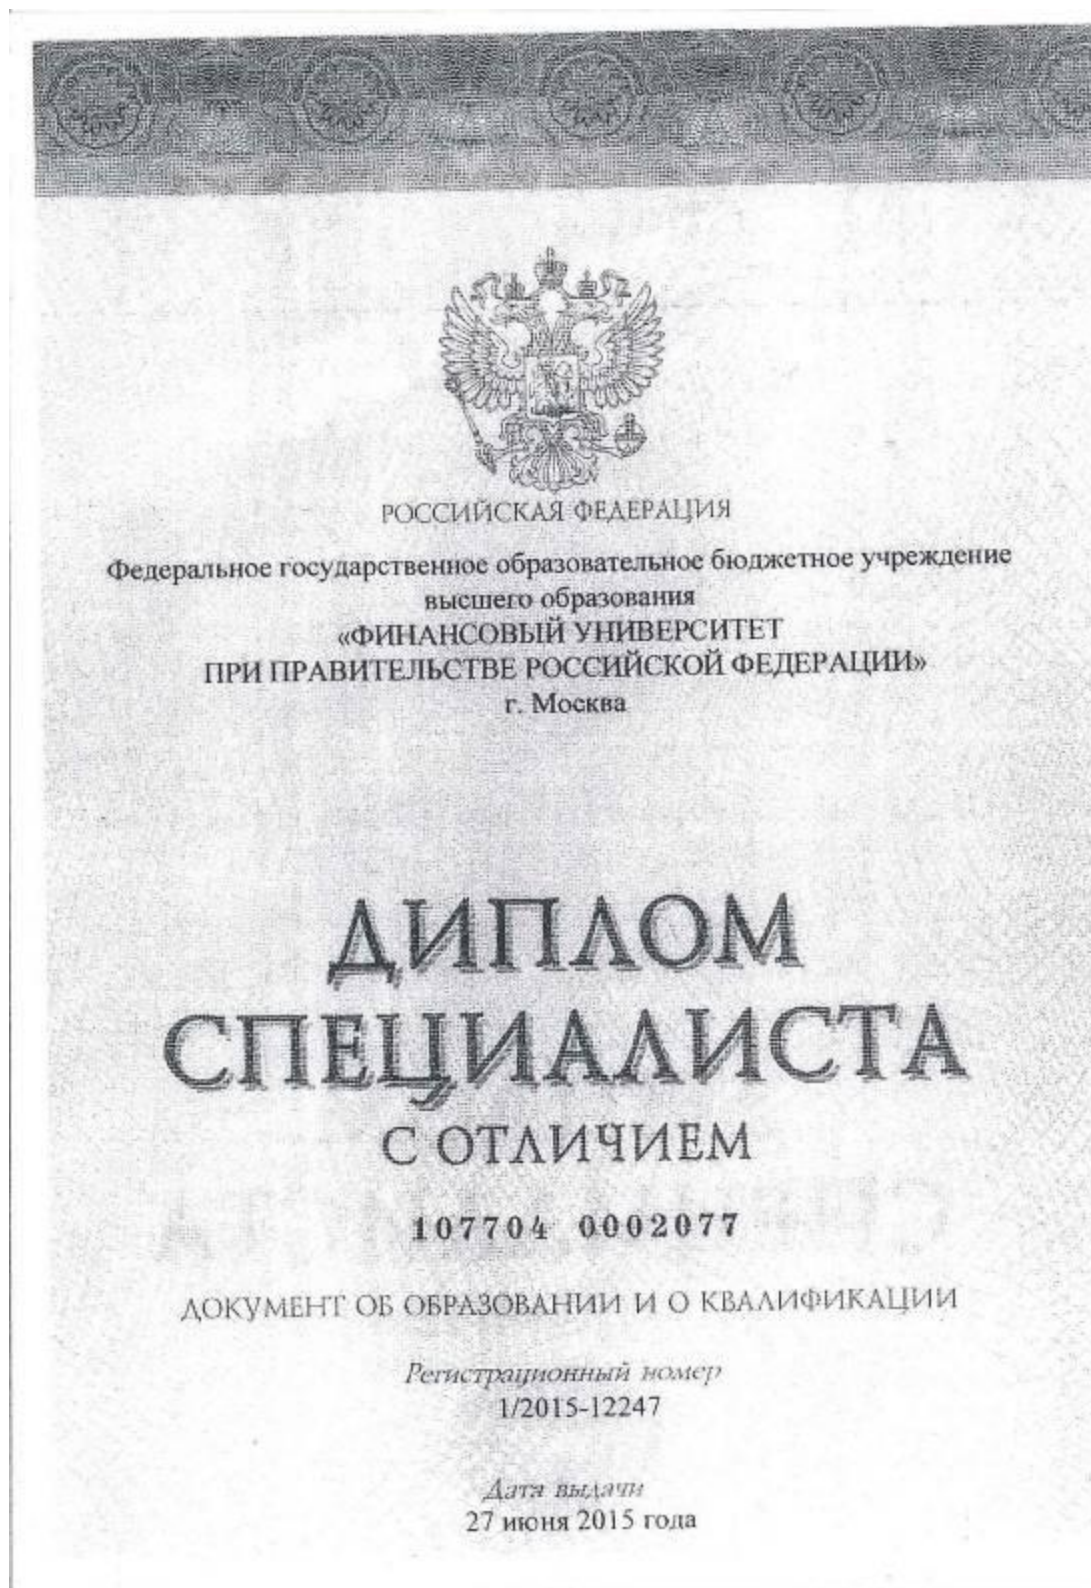 РОССИЙСКАЯ ФЕДЕРАЦИЯ
Федеральное государственное образовательное бюджетное учреждение
высшего образования
«ФИНАНСОВЫЙ УНИВЕРСИТЕТ
ПРИ ПРАВИТЕЛЬСТВЕ РОССИЙСКОЙ ФЕДЕРАЦИИ»
г. Москва
ДИПЛОМ
СПЕЦИАЛИСТА
С ОТЛИЧИЕМ
107704 0002077
ДОКУМЕНТ ОБ ОБРАЗОВАНИИ И О КВАЛИФИКАЦИИ
Регистрационный номер
1/2015-12247
Дата выдачи
27 июня 2015 года